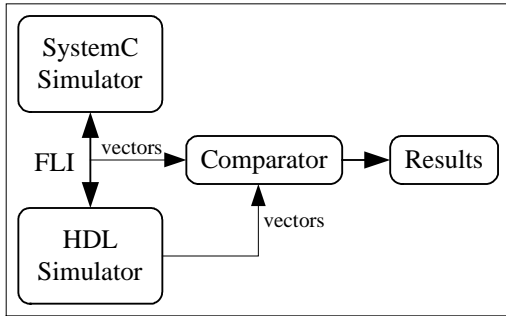 SystemC
Simulator
FLI
vectors
Comparator
Results
vectors
HDL
Simulator